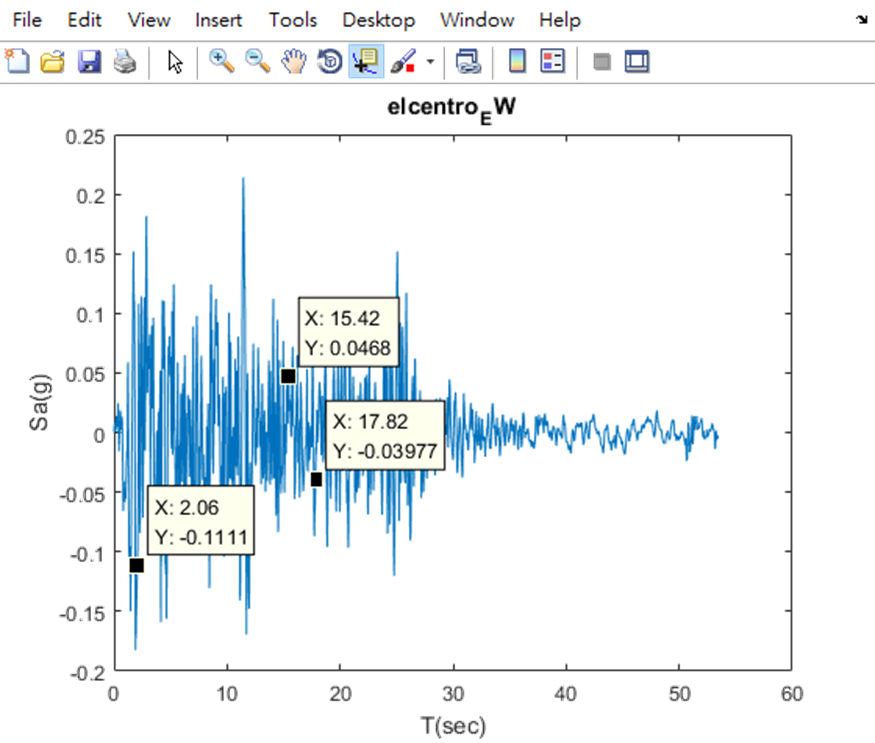 File Edit View Insert Tools Desktop Window Help
elcentro_EW
0.25
0.2
0.15
0.1
0.05
0
-0.05
-0.1
-0.15
-0.2
Sa(g)
X: 15.42
Y: 0.0468
X: 17.82
Y: -0.03977
X: 2.06
Y: -0.1111
0 10 20 30 40 50 60
T(sec)